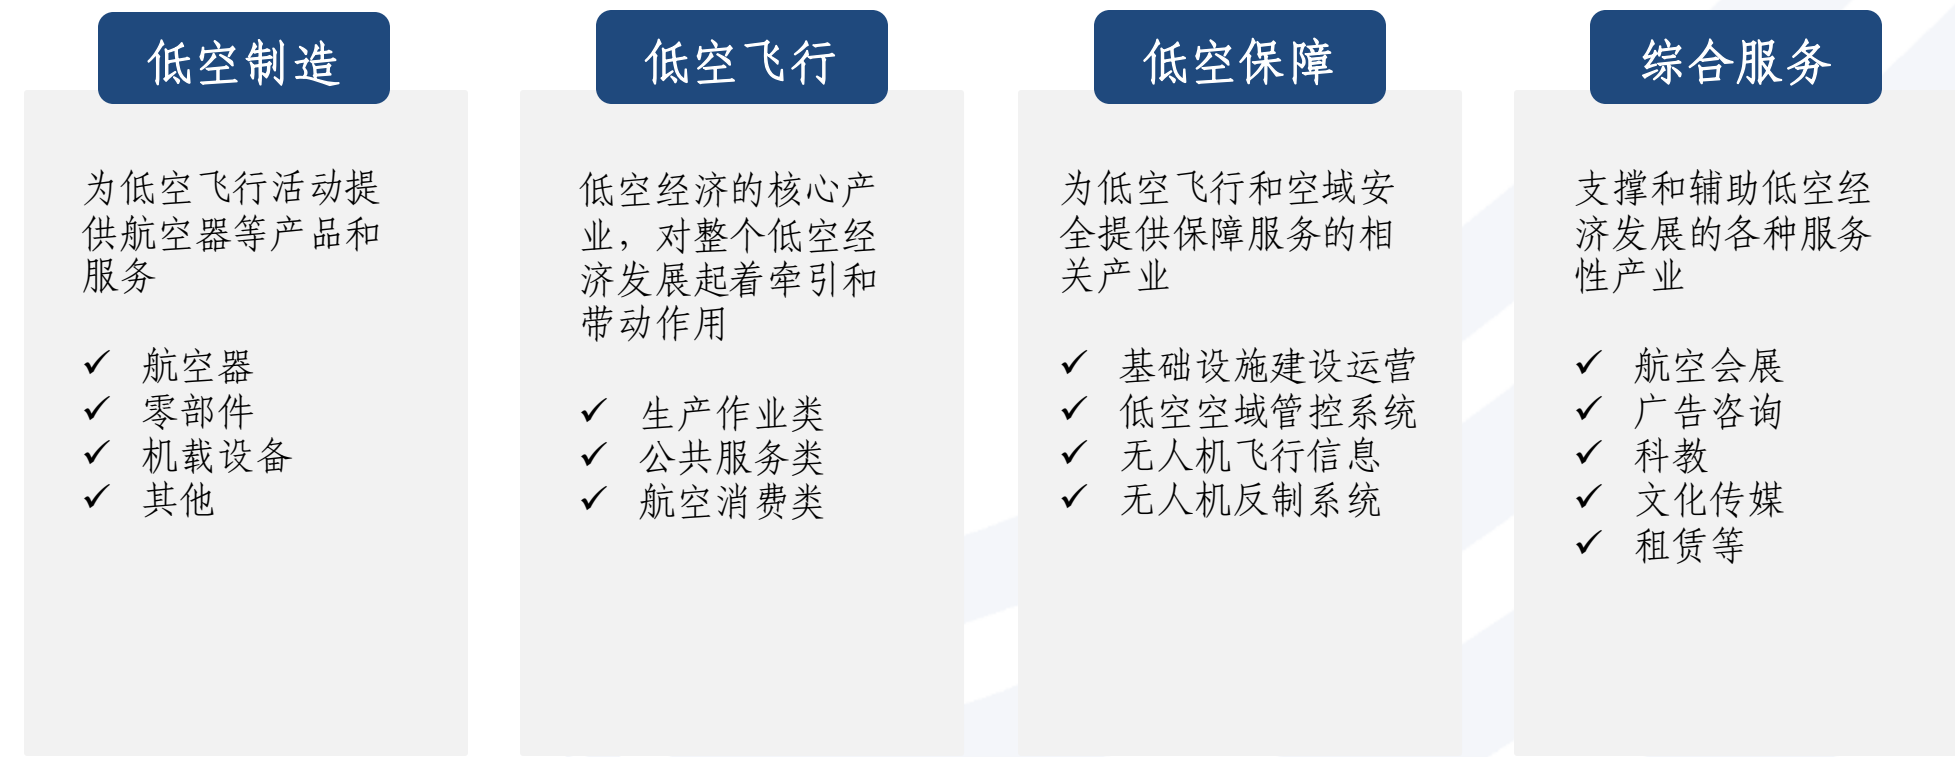 低空制造
为低空飞行活动提
供航空器等产品和
服务
✓ 航空器
✓ 零部件
✓ 机载设备
✓ 其他
低空飞行
低空经济的核心产
业，对整个低空经
济发展起着牵引和
带动作用
✓ 生产作业类
✓ 公共服务类
✓ 航空消费类
低空保障
为低空飞行和空域安
全提供保障服务的相
关产业
✓ 基础设施建设运营
✓ 低空空域管控系统
✓ 无人机飞行信息
✓ 无人机反制系统
综合服务
支撑和辅助低空经
济发展的各种服务
性产业
✓ 航空会展
✓ 广告咨询
✓ 科教
✓ 文化传媒
✓ 租赁等